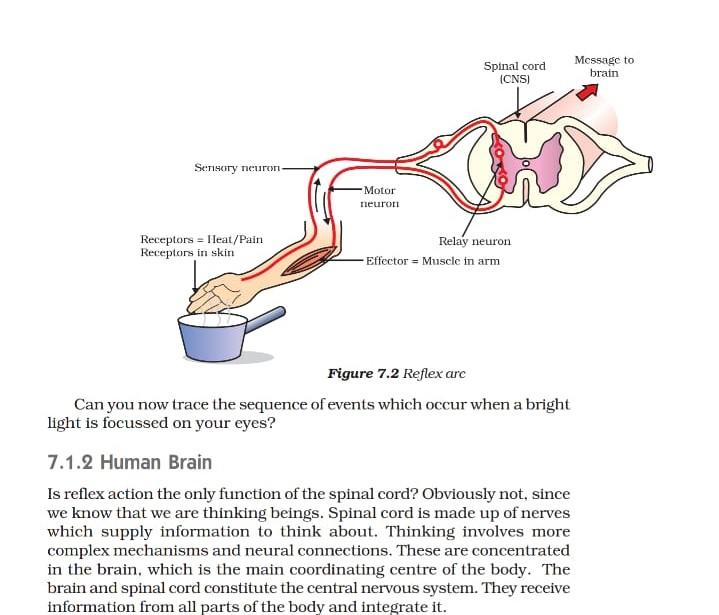 Spinal cord
(CNS)
Message to
brain
Sensory neuron
Motor
neuron
Receptors = Heat/Pain
Receptors in skin
Relay neuron
Effector = Muscle in arm
Figure 7.2 Reflex arc
Can you now trace the sequence of events which occur when a bright
light is focussed on your eyes?
7.1.2 Human Brain
Is reflex action the only function of the spinal cord? Obviously not, since
we know that we are thinking beings. Spinal cord is made up of nerves
which supply information to think about. Thinking involves more
complex mechanisms and neural connections. These are concentrated
in the brain, which is the main coordinating centre of the body. The
brain and spinal cord constitute the central nervous system. They receive
information from all parts of the body and integrate it.